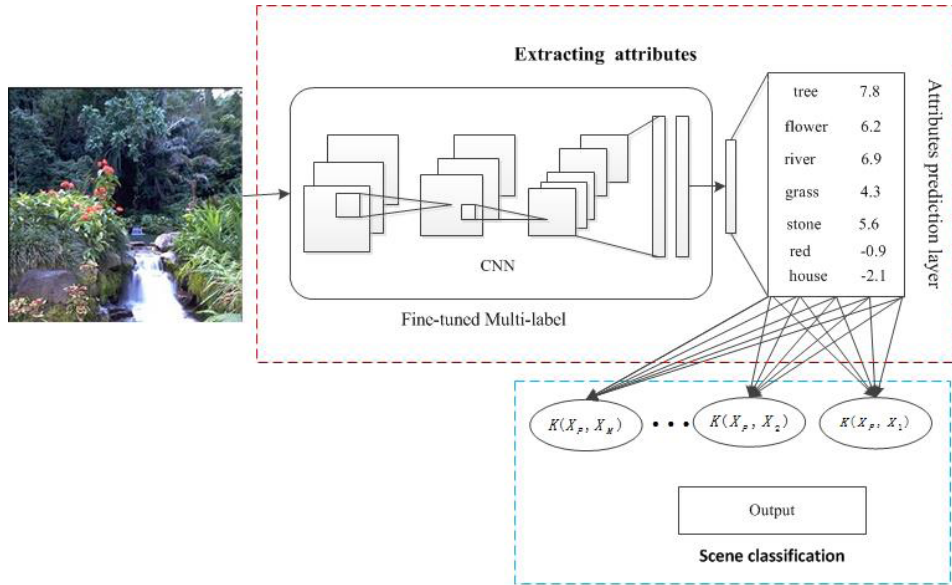 Extracting attributes
tree 7.8
flower 6.2
river 6.9
grass 4.3
stone 5.6
red -0.9
house -2.1
Attributes prediction layer
CNN
Fine-tuned Multi-label
K(X_P, X_M) • • • K(X_P, X_2) K(X_P, X_1)
Output
Scene classification